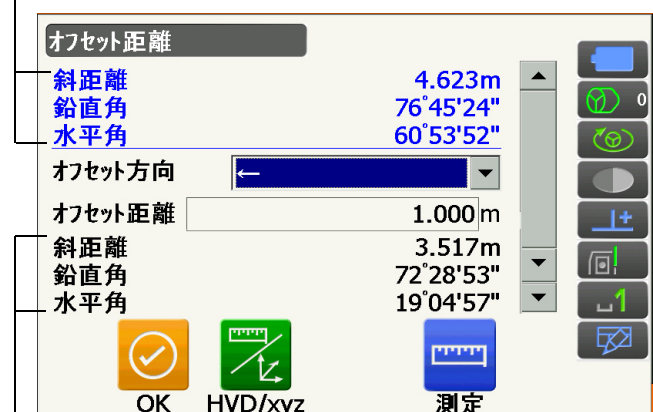 オフセット距離
斜距離 4.623m
鉛直角 76°45'24"
水平角 60°53'52"
オフセット方向 ←
オフセット距離 1.000 m
斜距離 3.517m
鉛直角 72°28'53"
水平角 19°04'57"
OK HVD/xyz 測定
0
1